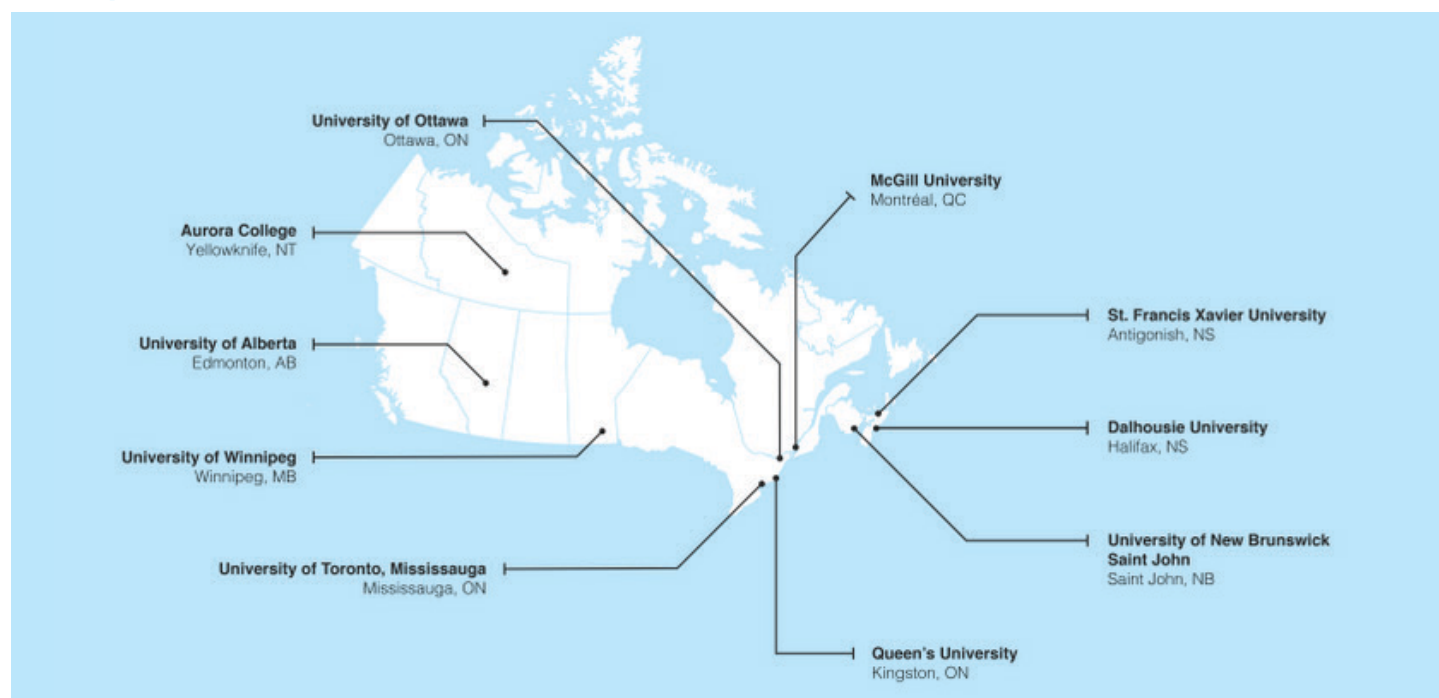 University of Ottawa
Ottawa, ON
McGill University
Montréal, QC
Aurora College
Yellowknife, NT
St. Francis Xavier University
Antigonish, NS
University of Alberta
Edmonton, AB
Dalhousie University
Halifax, NS
University of Winnipeg
Winnipeg, MB
University of New Brunswick
Saint John
Saint John, NB
University of Toronto, Mississauga
Mississauga, ON
Queen's University
Kingston, ON